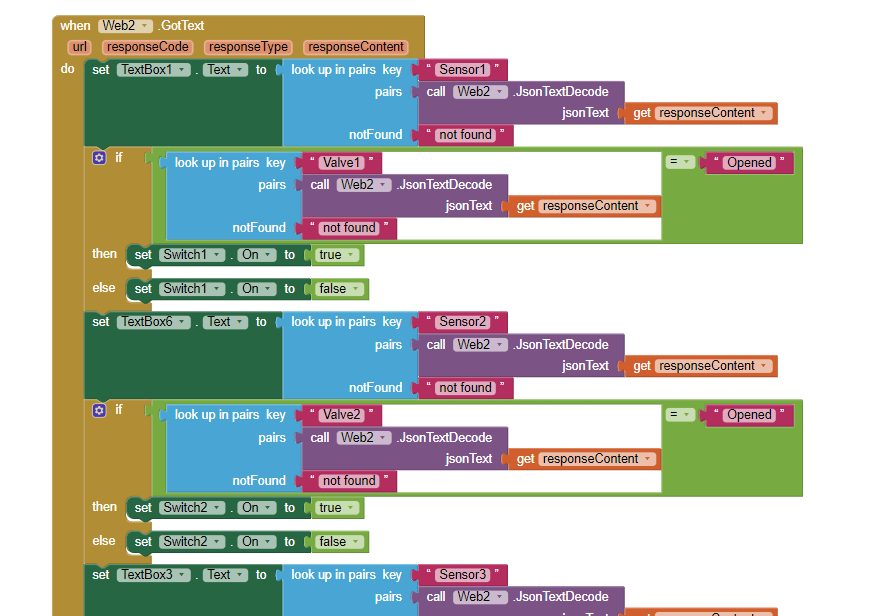 when Web2 .GotText
url responseCode responseType responseContent
do set TextBox1 . Text to look up in pairs key " Sensor1 "
pairs call Web2 .JsonTextDecode
jsonText get responseContent
notFound " not found "
if look up in pairs key " Valve1 " = " Opened "
pairs call Web2 .JsonTextDecode
jsonText get responseContent
notFound " not found "
then set Switch1 . On to true
else set Switch1 . On to false
set TextBox6 . Text to look up in pairs key " Sensor2 "
pairs call Web2 .JsonTextDecode
jsonText get responseContent
notFound " not found "
if look up in pairs key " Valve2 " = " Opened "
pairs call Web2 .JsonTextDecode
jsonText get responseContent
notFound " not found "
then set Switch2 . On to true
else set Switch2 . On to false
set TextBox3 . Text to look up in pairs key " Sensor3 "
pairs call Web2 .JsonTextDecode